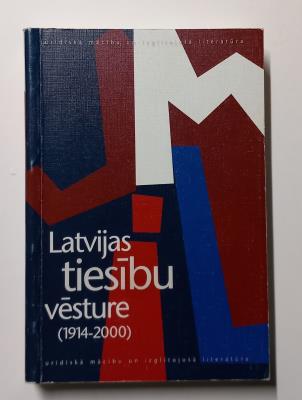 juridiskā mācību un izglītojošā literatūra
Latvijas
tiesību
vēsture
(1914-2000)
juridiskā mācību un izglītojošā literatūra